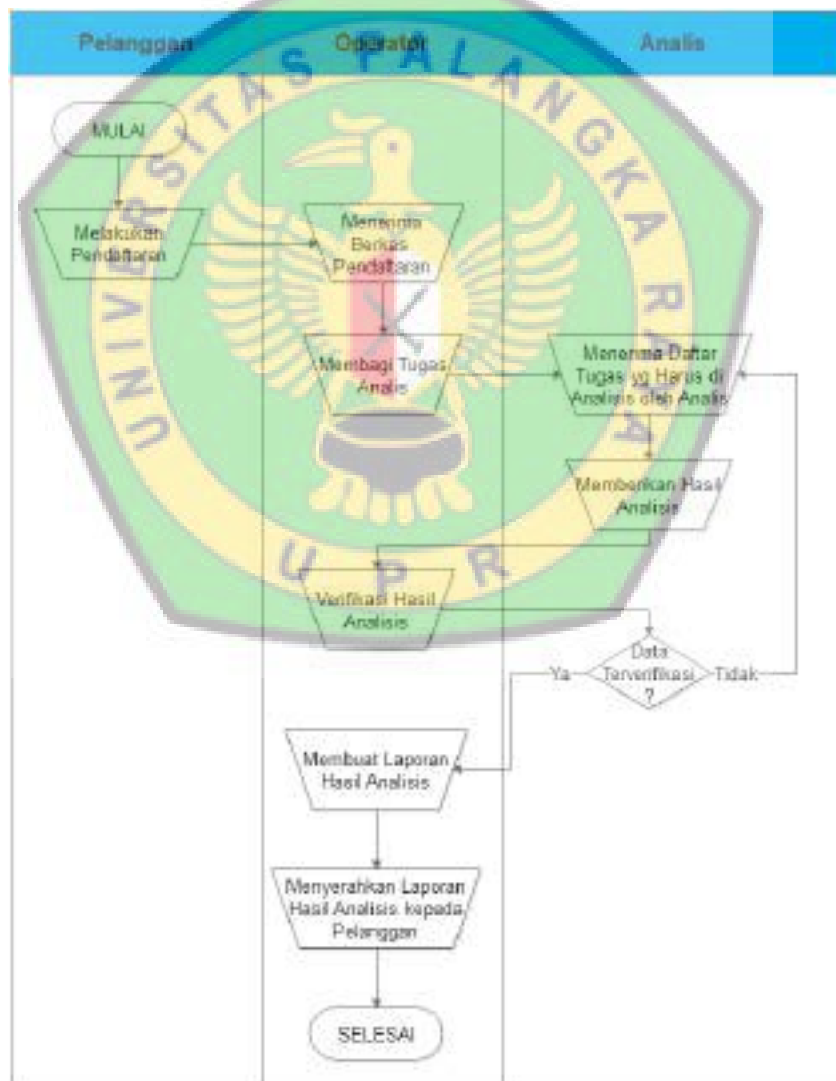 Pelanggan
Operator
Analis
UNIVERSITAS PALANGKA RAYA
UPR
MULAI
Melakukan
Pendaftaran
Menerima
Berkas
Pendaftaran
Membagi Tugas
Analis
Menerima Daftar
Tugas yg Harus di
Analisis oleh Analis
Memberikan Hasil
Analisis
Verifikasi Hasil
Analisis
Data
Terverifikasi
?
Ya
Tidak
Membuat Laporan
Hasil Analisis
Menyerahkan Laporan
Hasil Analisis kepada
Pelanggan
SELESAI